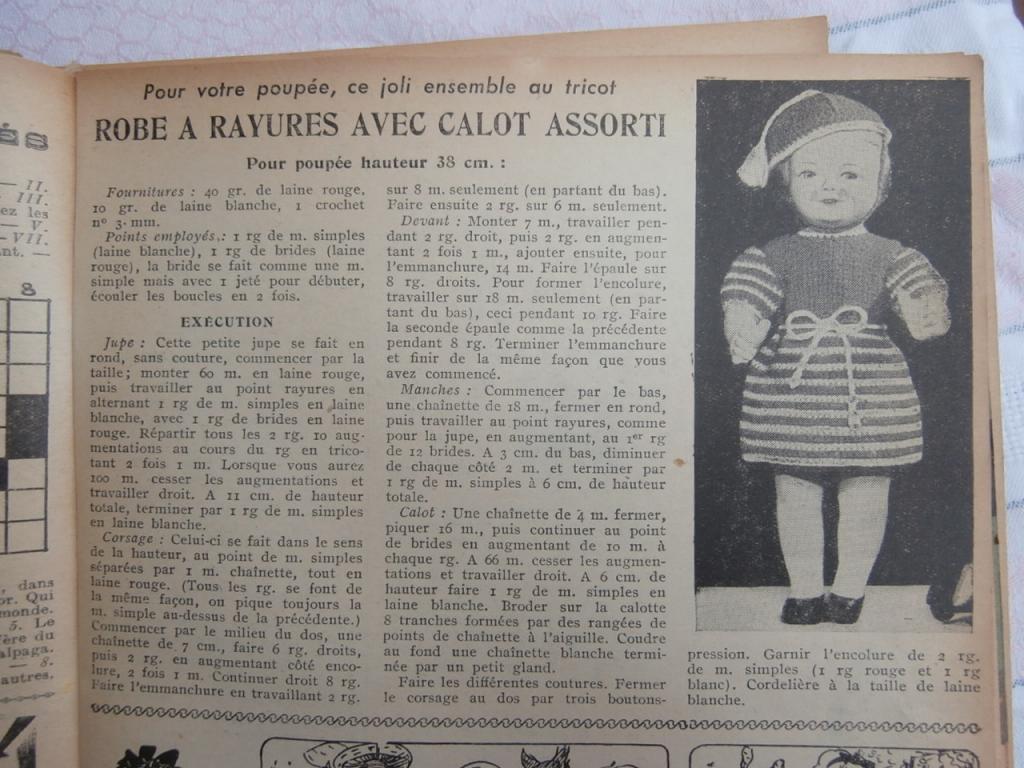 ÉS
— II.
III.
ez les
— V.
—VII.
nt. —
8
, dans
or. Qui
monde.
5. Le
ère du
alpaga.
— 8.
autres.
Pour votre poupée, ce joli ensemble au tricot
ROBE A RAYURES AVEC CALOT ASSORTI
Pour poupée hauteur 38 cm. :
Fournitures : 40 gr. de laine rouge,
10 gr. de laine blanche, 1 crochet
n° 3 mm.
Points employés : 1 rg de m. simples
(laine blanche), 1 rg de brides (laine
rouge), la bride se fait comme une m.
simple mais avec 1 jeté pour débuter,
écouler les boucles en 2 fois.
EXÉCUTION
Jupe : Cette petite jupe se fait en
rond, sans couture, commencer par la
taille; monter 60 m. en laine rouge,
puis travailler au point rayures en
alternant 1 rg de m. simples en laine
blanche, avec 1 rg de brides en laine
rouge. Répartir tous les 2 rg. 10 aug-
mentations au cours du rg en trico-
tant 2 fois 1 m. Lorsque vous aurez
100 m. cesser les augmentations et
travailler droit. A 11 cm. de hauteur
totale, terminer par 1 rg de m. simples
en laine blanche.
Corsage : Celui-ci se fait dans le sens
de la hauteur, au point de m. simples
séparées par 1 m. chaînette, tout en
laine rouge. (Tous les rg. se font de
la même façon, on pique toujours la
m. simple au-dessus de la précédente.)
Commencer par le milieu du dos, une
chaînette de 7 cm., faire 6 rg. droits,
puis 2 rg. en augmentant côté enco-
lure, 2 fois 1 m. Continuer droit 8 rg.
Faire l'emmanchure en travaillant 2 rg.
sur 8 m. seulement (en partant du bas).
Faire ensuite 2 rg. sur 6 m. seulement.
Devant : Monter 7 m., travailler pen-
dant 2 rg. droit, puis 2 rg. en augmen-
tant 2 fois 1 m., ajouter ensuite, pour
l'emmanchure, 14 m. Faire l'épaule sur
8 rg. droits. Pour former l'encolure,
travailler sur 18 m. seulement (en par-
tant du bas), ceci pendant 10 rg. Faire
la seconde épaule comme la précédente
pendant 8 rg. Terminer l'emmanchure
et finir de la même façon que vous
avez commencé.
Manches : Commencer par le bas,
une chaînette de 18 m., fermer en rond,
puis travailler au point rayures, comme
pour la jupe, en augmentant, au 1er rg
de 12 brides. A 3 cm. du bas, diminuer
de chaque côté 2 m. et terminer par
1 rg de m. simples à 6 cm. de hauteur
totale.
Calot : Une chaînette de 4 m. fermer,
piquer 16 m., puis continuer au point
de brides en augmentant de 10 m. à
chaque rg. A 66 m. cesser les augmen-
tations et travailler droit. A 6 cm. de
hauteur faire 1 rg de m. simples en
laine blanche. Broder sur la calotte
8 tranches formées par des rangées de
points de chaînette à l'aiguille. Coudre
au fond une chaînette blanche termi-
née par un petit gland.
Faire les différentes coutures. Fermer
le corsage au dos par trois boutons-
pression. Garnir l'encolure de 2 rg.
de m. simples (1 rg rouge et 1 rg
blanc). Cordelière à la taille de laine
blanche.